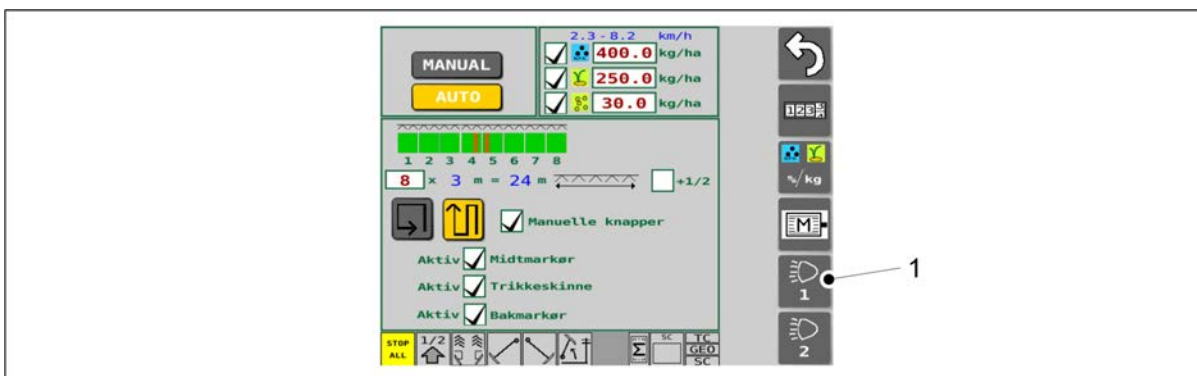 MANUAL
AUTO
2.3 - 8.2 km/h
400.0 kg/ha
250.0 kg/ha
30.0 kg/ha
1 2 3 4 5 6 7 8
8 x 3 m = 24 m +1/2
Manuelle knapper
Aktiv Midtmarkør
Aktiv Trikkeskinne
Aktiv Bakmarkør
STOP ALL
1/2
Σ
SC
TC
GEO
SC
%/kg
M
1
2
1